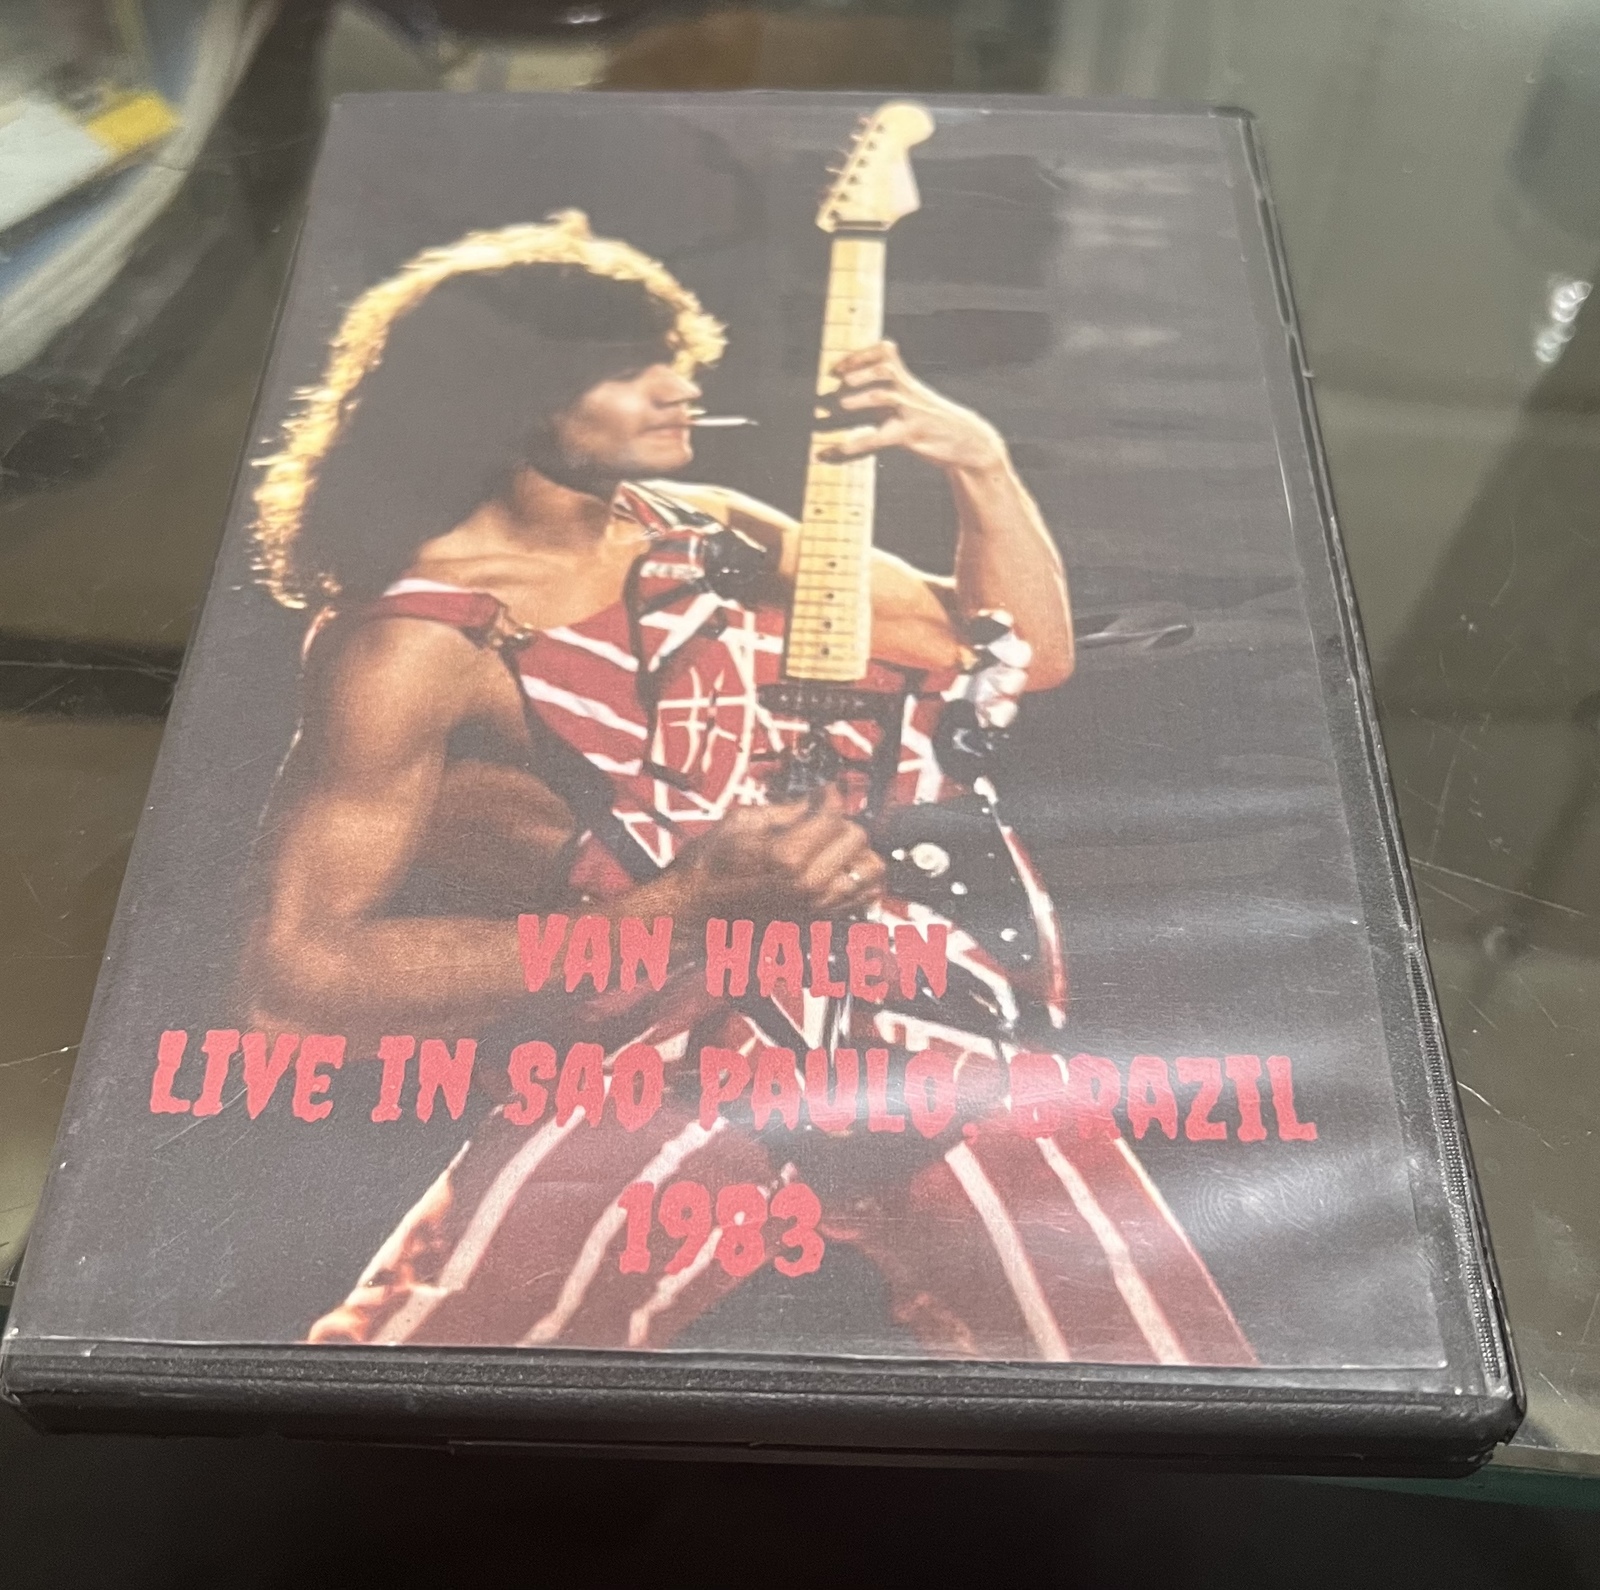 VAN HALEN
LIVE IN SAO PAULO, BRAZIL
1983